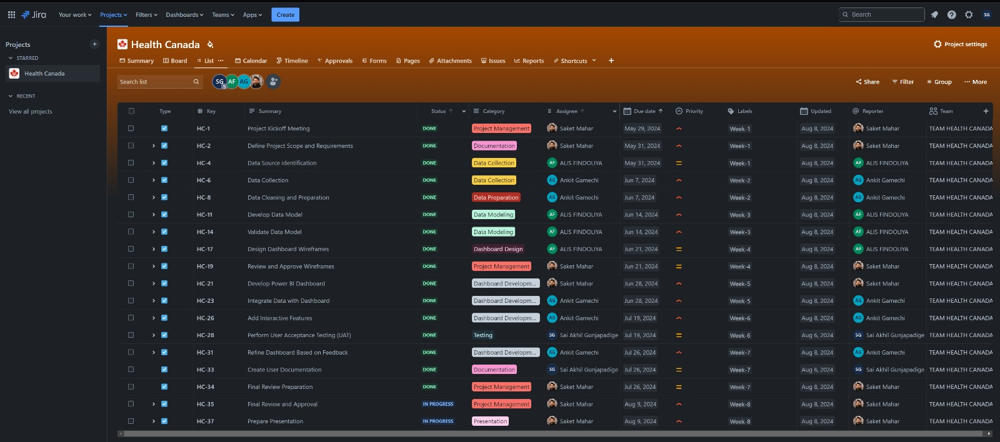 Jira Your work Projects Filters Dashboards Teams Apps Create Search SG
Projects
STARRED
Health Canada
RECENT
View all projects
Health Canada Project settings
Summary Board List Calendar Timeline Approvals Forms Pages Attachments Issues Reports Shortcuts
Search list SG S AF AG Share Filter Group More
Type Key Summary Status Category Assignee Due date Priority Labels Updated Reporter Team
HC-1 Project Kickoff Meeting DONE Project Management Saket Mahar May 29, 2024 Week-1 Aug 8, 2024 Saket Mahar TEAM HEALTH CANADA
HC-2 Define Project Scope and Requirements DONE Documentation Saket Mahar May 31, 2024 Week-1 Aug 8, 2024 Saket Mahar TEAM HEALTH CANADA
HC-4 Data Source Identification DONE Data Collection AF ALIS FINDOLIYA May 31, 2024 Week-1 Aug 8, 2024 AF ALIS FINDOLIYA TEAM HEALTH CANADA
HC-6 Data Collection DONE Data Collection AG Ankit Gamechi Jun 7, 2024 Week-2 Aug 8, 2024 AG Ankit Gamechi TEAM HEALTH CANADA
HC-8 Data Cleaning and Preparation DONE Data Preparation AG Ankit Gamechi Jun 7, 2024 Week-2 Aug 8, 2024 AG Ankit Gamechi TEAM HEALTH CANADA
HC-11 Develop Data Model DONE Data Modeling AF ALIS FINDOLIYA Jun 14, 2024 Week-3 Aug 8, 2024 AF ALIS FINDOLIYA TEAM HEALTH CANADA
HC-14 Validate Data Model DONE Data Modeling AF ALIS FINDOLIYA Jun 14, 2024 Week-3 Aug 8, 2024 AF ALIS FINDOLIYA TEAM HEALTH CANADA
HC-17 Design Dashboard Wireframes DONE Dashboard Design AF ALIS FINDOLIYA Jun 21, 2024 Week-4 Aug 8, 2024 AF ALIS FINDOLIYA TEAM HEALTH CANADA
HC-19 Review and Approve Wireframes DONE Project Management Saket Mahar Jun 21, 2024 Week-4 Aug 8, 2024 Saket Mahar TEAM HEALTH CANADA
HC-21 Develop Power BI Dashboard DONE Dashboard Developm... Saket Mahar Jun 28, 2024 Week-5 Aug 8, 2024 Saket Mahar TEAM HEALTH CANADA
HC-23 Integrate Data with Dashboard DONE Dashboard Developm... AG Ankit Gamechi Jun 28, 2024 Week-5 Aug 8, 2024 AG Ankit Gamechi TEAM HEALTH CANADA
HC-26 Add Interactive Features DONE Dashboard Developm... AG Ankit Gamechi Jul 19, 2024 Week-6 Aug 8, 2024 AG Ankit Gamechi TEAM HEALTH CANADA
HC-28 Perform User Acceptance Testing (UAT) DONE Testing SG Sai Akhil Gunjapadige Jul 19, 2024 Week-6 Aug 6, 2024 SG Sai Akhil Gunjapadige TEAM HEALTH CANADA
HC-31 Refine Dashboard Based on Feedback DONE Dashboard Developm... AG Ankit Gamechi Jul 26, 2024 Week-7 Aug 8, 2024 AG Ankit Gamechi TEAM HEALTH CANADA
HC-33 Create User Documentation DONE Documentation SG Sai Akhil Gunjapadige Jul 26, 2024 Week-7 Aug 6, 2024 SG Sai Akhil Gunjapadige TEAM HEALTH CANADA
HC-34 Final Review Preparation DONE Project Management Saket Mahar Jul 26, 2024 Week-7 Aug 8, 2024 Saket Mahar TEAM HEALTH CANADA
HC-35 Final Review and Approval IN PROGRESS Project Management Saket Mahar Aug 9, 2024 Week-8 Aug 8, 2024 Saket Mahar TEAM HEALTH CANADA
HC-37 Prepare Presentation IN PROGRESS Presentation Saket Mahar Aug 9, 2024 Week-8 Aug 8, 2024 Saket Mahar TEAM HEALTH CANADA